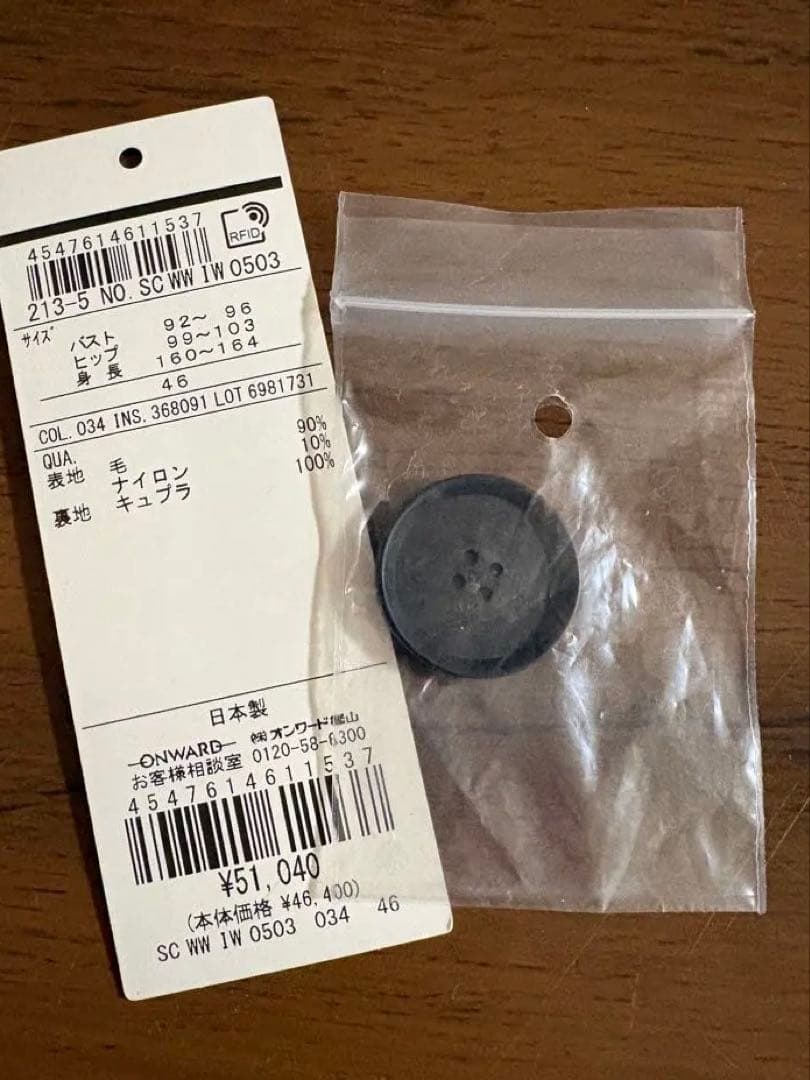 4547614611537
RFID
213-5 NO. SC WW IW 0503
サイズ
バスト 92～ 96
ヒップ 99～103
身 長 160～164
46
COL. 034 INS. 368091 LOT 6981731
QUA.
表地 毛 90%
ナイロン 10%
裏地 キュプラ 100%
日本製
ONWARD ㈱オンワード樫山
お客様相談室 0120-58-6300
4547614611537
¥51,040
(本体価格 ¥46,400)
SC WW IW 0503 034 46